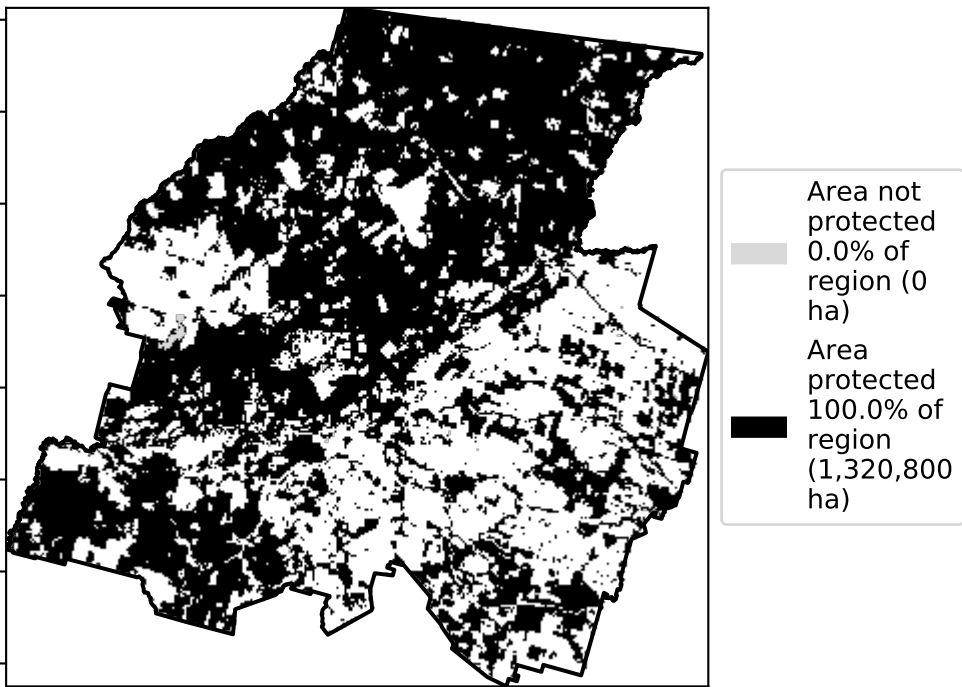 Area not
protected
0.0% of
region (0
ha)
Area
protected
100.0% of
region
(1,320,800
ha)